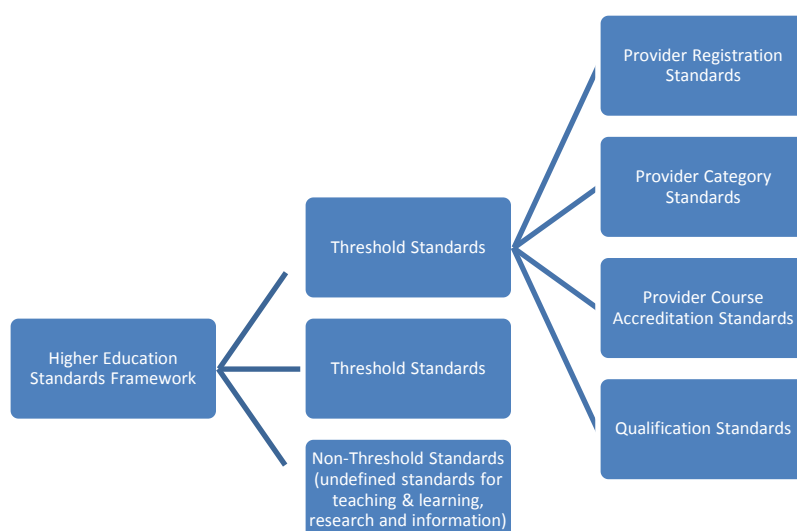 Higher Education
Standards Framework
Threshold Standards
Threshold Standards
Non-Threshold Standards
(undefined standards for
teaching & learning,
research and information)
Provider Registration
Standards
Provider Category
Standards
Provider Course
Accreditation Standards
Qualification Standards